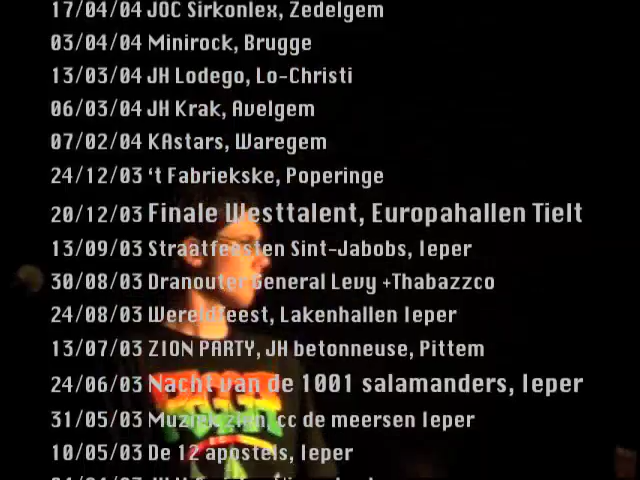 17/04/04 JOC Sirkonlex, Zedelgem
03/04/04 Minirock, Brugge
13/03/04 JH Lodego, Lo-Christi
06/03/04 JH Krak, Avelgem
07/02/04 KAstars, Waregem
24/12/03 ‘t Fabriekske, Poperinge
20/12/03 Finale Westtalent, Europahallen Tielt
13/09/03 Straatfeesten Sint-Jabobs, Ieper
30/08/03 Dranouter General Levy +Thabazzco
24/08/03 Wereldfeest, Lakenhallen Ieper
13/07/03 ZION PARTY, JH betonneuse, Pittem
24/06/03 Nacht van de 1001 salamanders, Ieper
31/05/03 Muziek zien, cc de meersen Ieper
10/05/03 De 12 apostels, Ieper